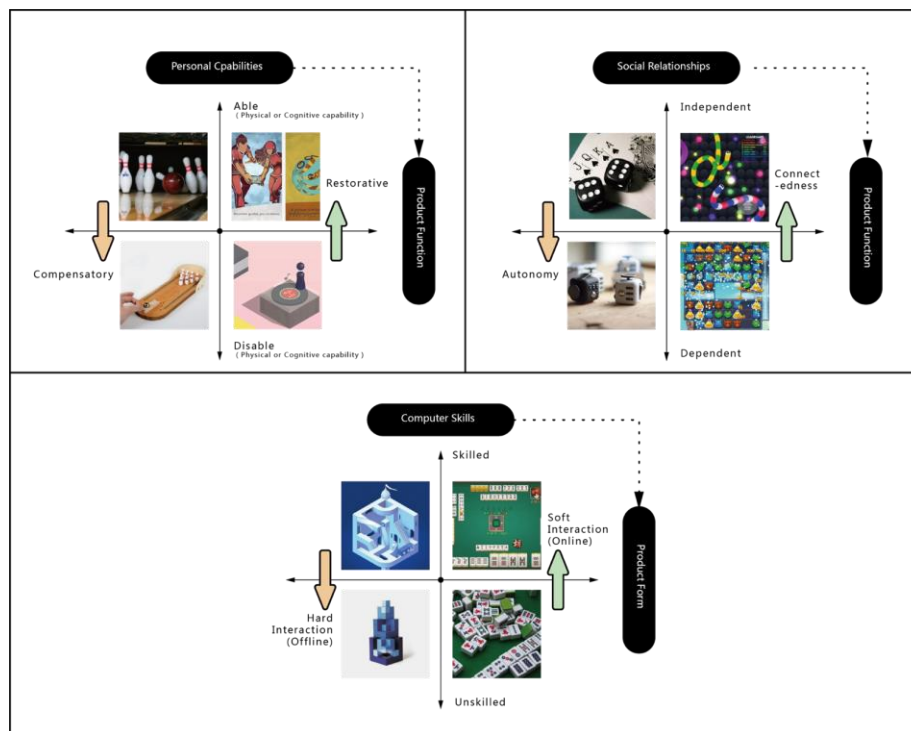 Personal Cpabilities
Able
( Physical or Cognitive capability )
Restorative
Compensatory
Product Function
Disable
( Physical or Cognitive capability )
Social Relationships
Independent
Connect
-edness
Autonomy
Product Function
Dependent
Computer Skills
Skilled
Soft
Interaction
(Online)
Hard
Interaction
(Offline)
Product Form
Unskilled